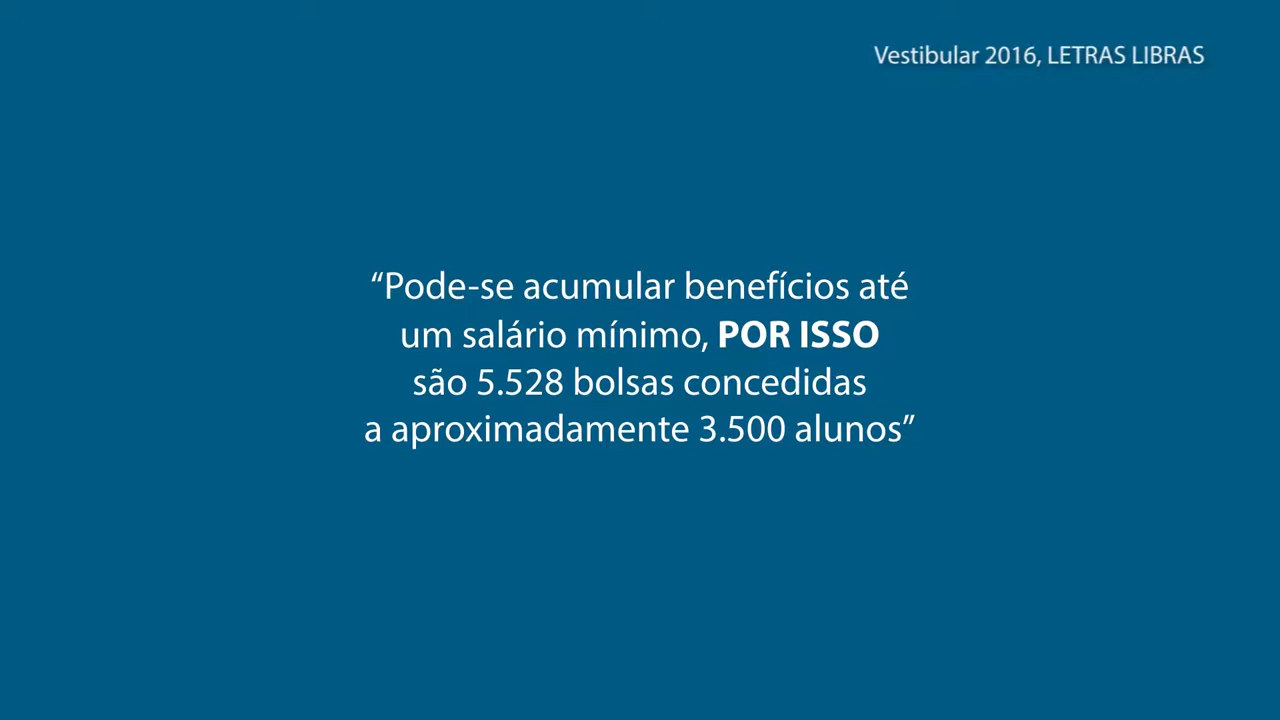 Vestibular 2016, LETRAS LIBRAS
“Pode-se acumular benefícios até
um salário mínimo, POR ISSO
são 5.528 bolsas concedidas
a aproximadamente 3.500 alunos”